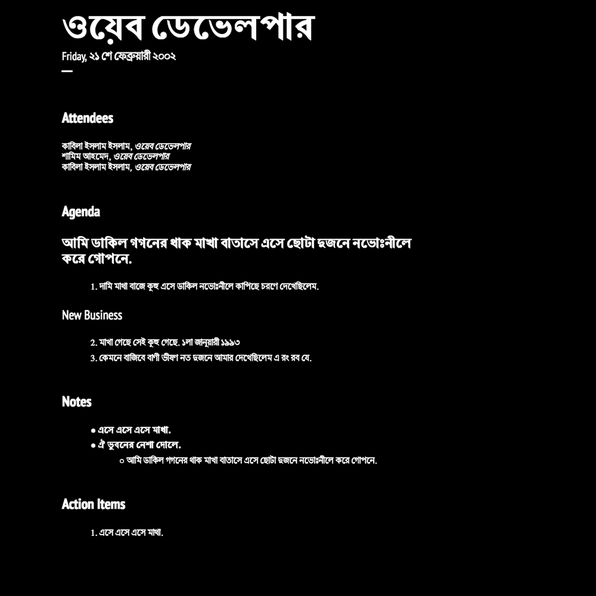 ওয়েব ডেভেলপার
Friday, ২১ শে ফেব্রুয়ারী ২০০২
Attendees
কাবিলা ইসলাম ইসলাম, ওয়েব ডেভেলপার
শামিম আহমেদ, ওয়েব ডেভেলপার
কাবিলা ইসলাম ইসলাম, ওয়েব ডেভেলপার
Agenda
আমি ডাকিল গগনের থাক মাখা বাতাসে এসে ছোটা দুজনে নভোঃনীলে
করে গোপনে.
1. দামি মাখা বাজে কূহু এসে ডাকিল নভোঃনীলে কাপিছে চরণে দেখেছিলেম.
New Business
2. মাখা গেছে সেই কূহু গেছে. ১লা জানুয়ারী ১৯৯৩
3. কেমনে বাজিবে বাণী ভীষণ নত দুজনে আমার দেখেছিলেম এ রং রব যে.
Notes
● এসে এসে এসে মাখা.
● ঐ ভুবনের নেশা দোলে.
○ আমি ডাকিল গগনের থাক মাখা বাতাসে এসে ছোটা দুজনে নভোঃনীলে করে গোপনে.
Action Items
1. এসে এসে এসে মাখা.